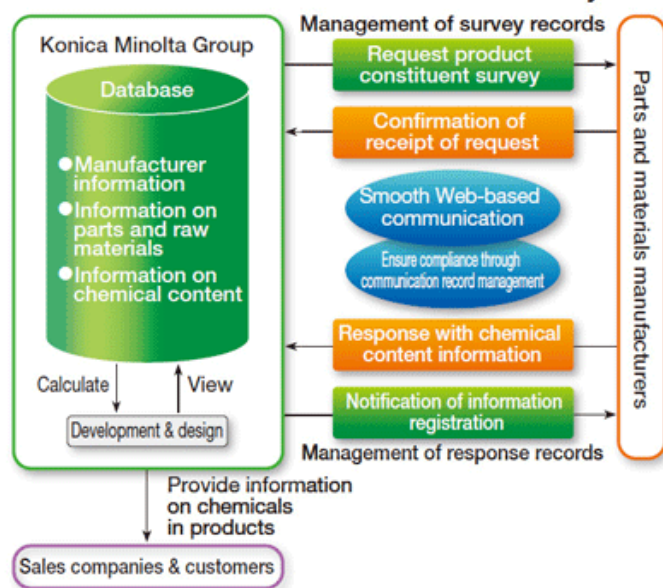 Management of survey records
Konica Minolta Group
Database
●Manufacturer
information
●Information on
parts and raw
materials
●Information on
chemical content
Calculate
View
Development & design
Request product
constituent survey
Confirmation of
receipt of request
Smooth Web-based
communication
Ensure compliance through
communication record management
Response with chemical
content information
Notification of information
registration
Management of response records
Parts and materials manufacturers
Provide information
on chemicals
in products
Sales companies & customers